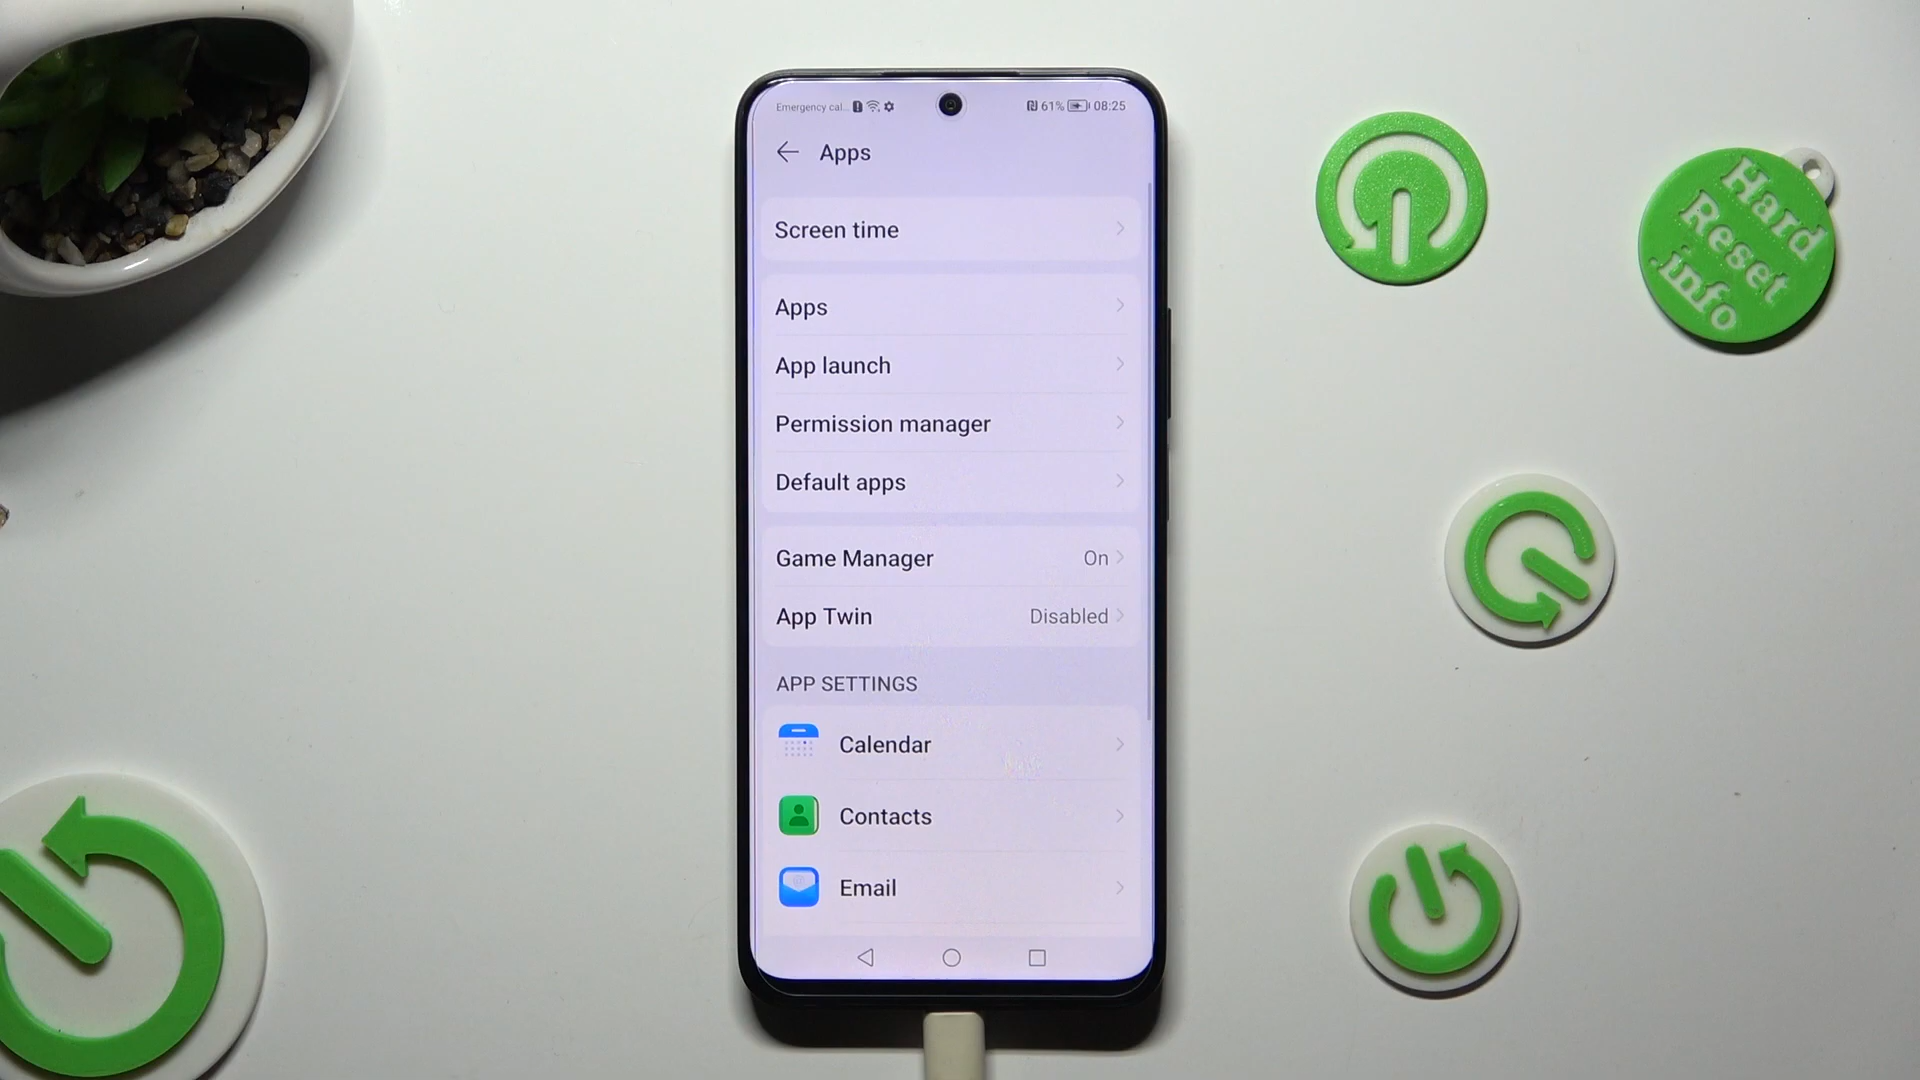 Emergency cal... 61% 08:25
Apps
Screen time
Apps
App launch
Permission manager
Default apps
Game Manager On
App Twin Disabled
APP SETTINGS
Calendar
Contacts
Email
Hard
Reset
.info